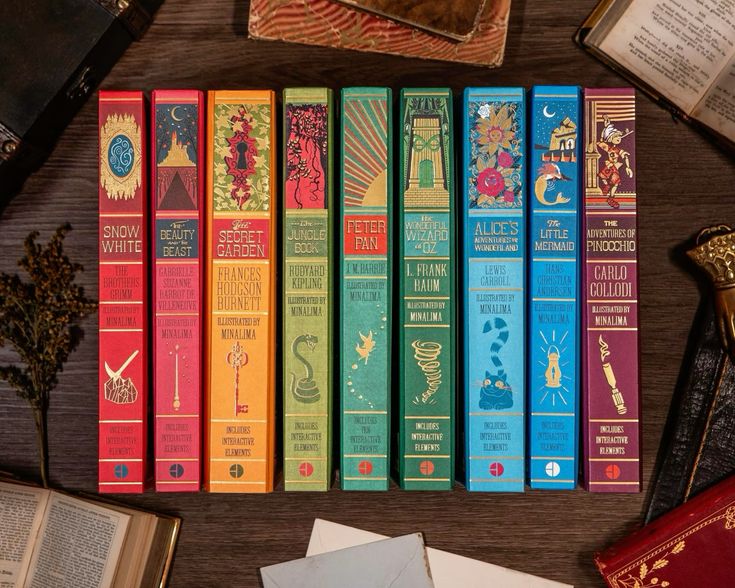 SNOW
WHITE
THE
BROTHERS
GRIMM
ILLUSTRATED BY
MINALIMA
INCLUDES
INTERACTIVE
ELEMENTS
THE
BEAUTY
AND THE
BEAST
GABRIELLE
SUZANNE
BARBOT DE
VILLENEUVE
ILLUSTRATED BY
MINALIMA
INCLUDES
INTERACTIVE
ELEMENTS
THE
SECRET
GARDEN
FRANCES
HODGSON
BURNETT
ILLUSTRATED BY
MINALIMA
INCLUDES
INTERACTIVE
ELEMENTS
THE
JUNGLE
BOOK
RUDYARD
KIPLING
ILLUSTRATED BY
MINALIMA
INCLUDES
INTERACTIVE
ELEMENTS
PETER
PAN
J. M. BARRIE
ILLUSTRATED BY
MINALIMA
INCLUDES
TEN INTERACTIVE
ELEMENTS
THE
WONDERFUL
WIZARD
OF OZ
L. FRANK
BAUM
ILLUSTRATED BY
MINALIMA
INCLUDES
INTERACTIVE
ELEMENTS
ALICE'S
ADVENTURES IN
WONDERLAND
LEWIS
CARROLL
ILLUSTRATED BY
MINALIMA
INCLUDES
INTERACTIVE
ELEMENTS
THE
LITTLE
MERMAID
HANS
CHRISTIAN
ANDERSEN
ILLUSTRATED BY
MINALIMA
INCLUDES
INTERACTIVE
ELEMENTS
THE
ADVENTURES OF
PINOCCHIO
CARLO
COLLODI
ILLUSTRATED BY
MINALIMA
INCLUDES
INTERACTIVE
ELEMENTS